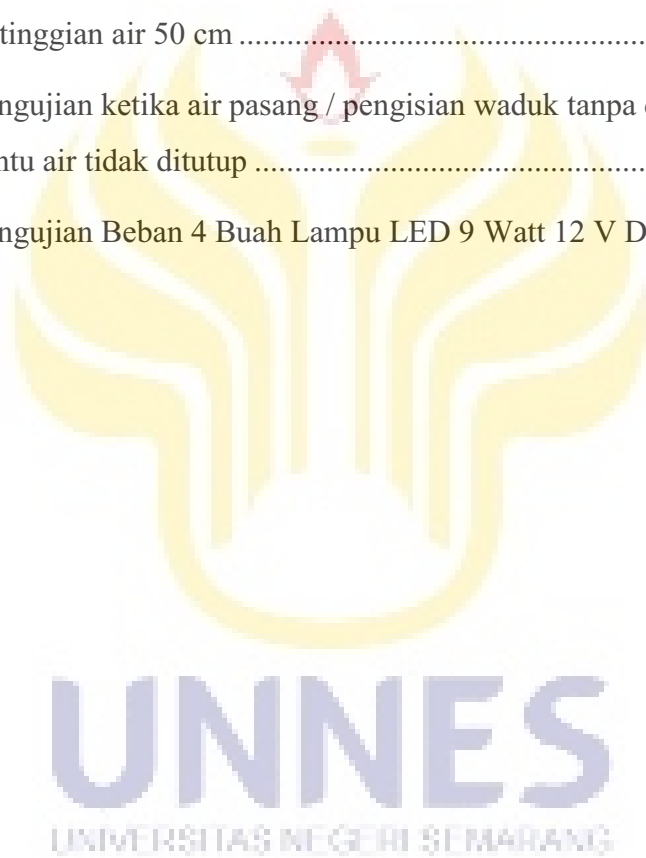 tinggian air 50 cm ..................................................
ngujian ketika air pasang / pengisian waduk tanpa
ntu air tidak ditutup ................................................
ngujian Beban 4 Buah Lampu LED 9 Watt 12 V D
UNNES
UNIVERSITAS NEGERI SEMARANG